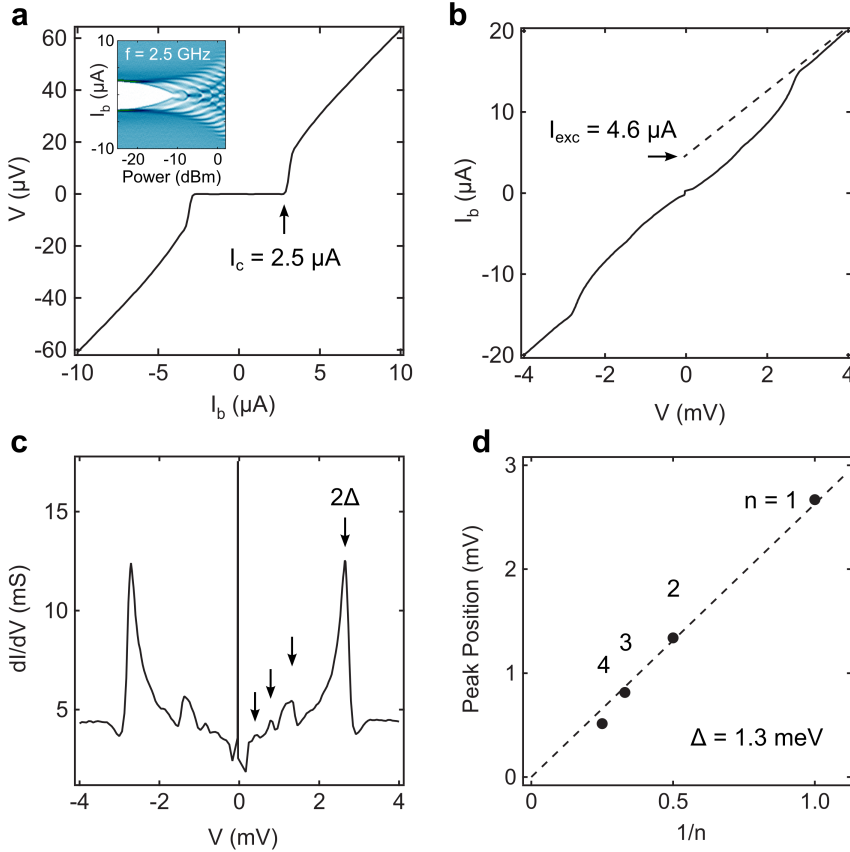 a
60
40
20
0
-20
-40
-60
V (µV)
-10
-5
0
5
10
I_b (µA)
I_c = 2.5 µA
f = 2.5 GHz
10
-10
I_b (µA)
-20
-10
0
Power (dBm)
b
20
10
0
-10
-20
I_b (µA)
-4
-2
0
2
4
V (mV)
I_exc = 4.6 µA
c
15
10
5
dI/dV (mS)
-4
-2
0
2
4
V (mV)
2Δ
d
3
2
1
0
Peak Position (mV)
0
0.5
1.0
1/n
n = 1
2
3
4
Δ = 1.3 meV